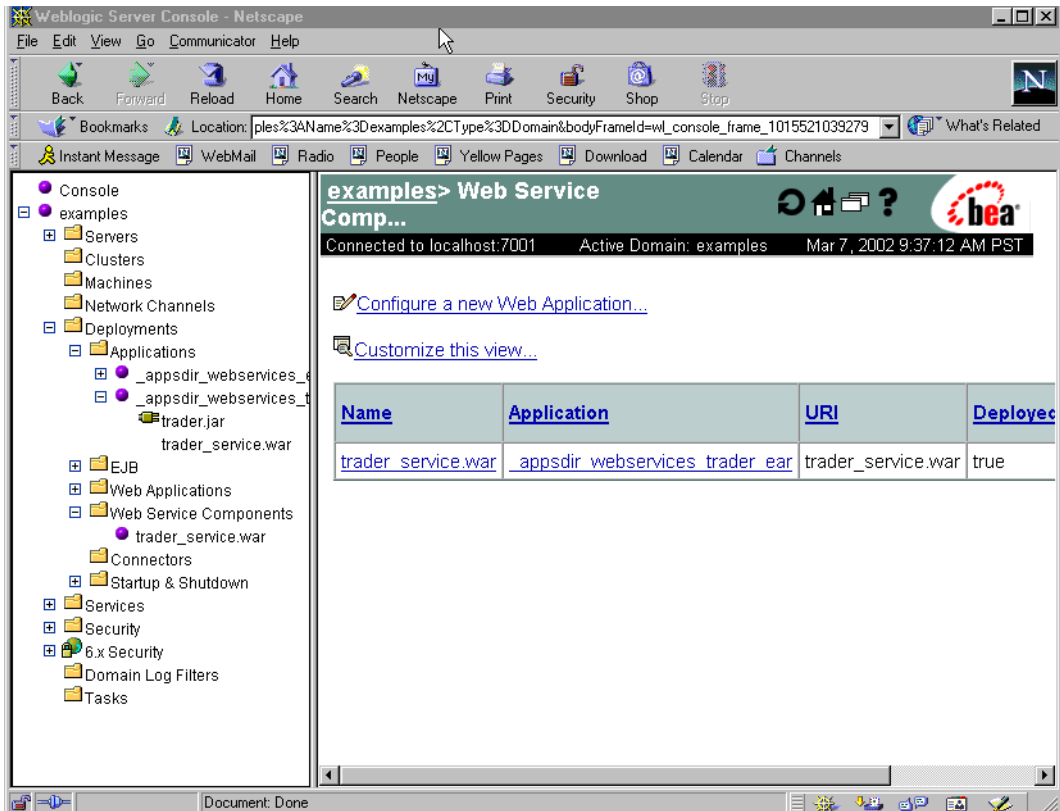 Weblogic Server Console - Netscape
File Edit View Go Communicator Help
My
Back Forward Reload Home Search Netscape Print Security Shop Stop
N
Bookmarks Location: ples%3AName%3Dexamples%2CType%3DDomain&bodyFrameId=wl_console_frame_1015521039279 What's Related
Instant Message WebMail Radio People Yellow Pages Download Calendar Channels
Console
examples
Servers
Clusters
Machines
Network Channels
Deployments
Applications
_appsdir_webservices_e
_appsdir_webservices_t
trader.jar
trader_service.war
EJB
Web Applications
Web Service Components
trader_service.war
Connectors
Startup & Shutdown
Services
Security
6.x Security
Domain Log Filters
Tasks
examples> Web Service
Comp...
?
bea
Connected to localhost:7001 Active Domain: examples Mar 7, 2002 9:37:12 AM PST
Configure a new Web Application...
Customize this view...
Name Application URI Deployed
trader_service.war _appsdir_webservices_trader_ear trader_service.war true
Document: Done